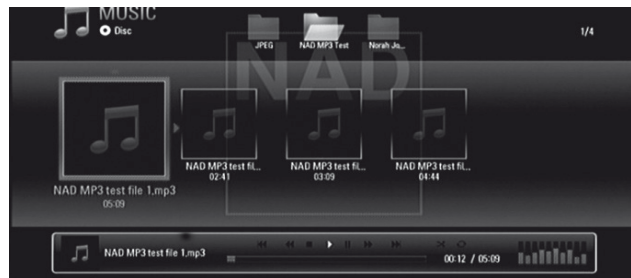 MUSIC
Disc
1/4
JPEG
NAD MP3 Test
Norah Jo...
NAD
NAD MP3 test file 1.mp3
05:09
NAD MP3 test fil...
02:41
NAD MP3 test fil...
03:09
NAD MP3 test fil...
04:44
NAD MP3 test file 1.mp3
00:12 / 05:09